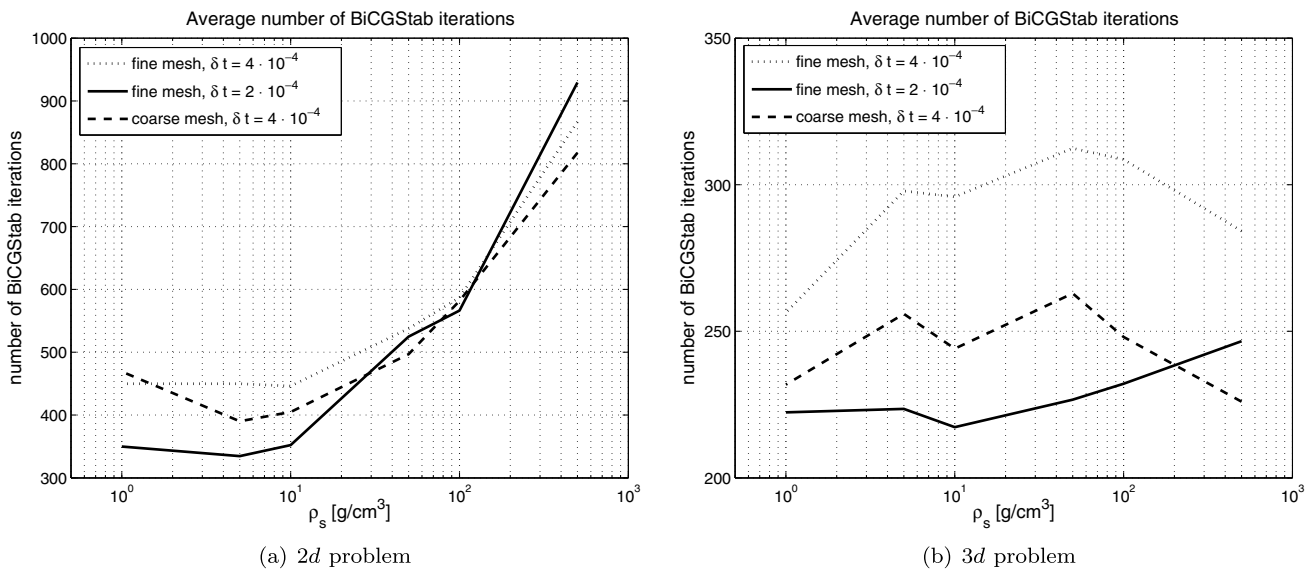 Average number of BiCGStab iterations
1000
900
800
700
600
500
400
300
number of BiCGStab iterations
fine mesh, δ t = 4 · 10⁻⁴
fine mesh, δ t = 2 · 10⁻⁴
coarse mesh, δ t = 4 · 10⁻⁴
10⁰ 10¹ 10² 10³
ρₛ [g/cm³]
(a) 2d problem
Average number of BiCGStab iterations
350
300
250
200
number of BiCGStab iterations
fine mesh, δ t = 4 · 10⁻⁴
fine mesh, δ t = 2 · 10⁻⁴
coarse mesh, δ t = 4 · 10⁻⁴
10⁰ 10¹ 10² 10³
ρₛ [g/cm³]
(b) 3d problem